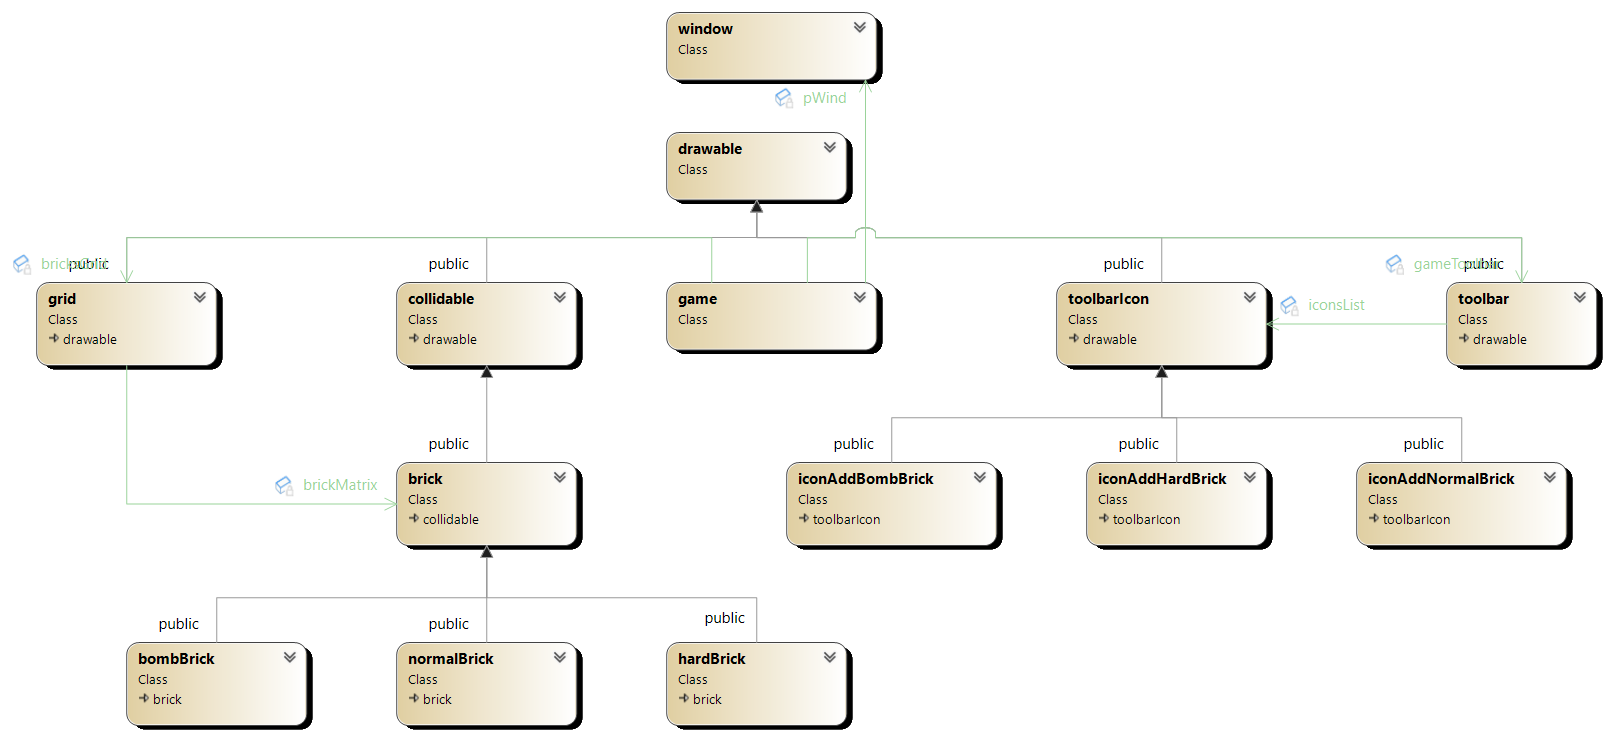 window
Class
pWind
drawable
Class
public
public
public
public
grid
Class
drawable
collidable
Class
drawable
game
Class
toolbarIcon
Class
drawable
iconsList
toolbar
Class
drawable
public
public
public
public
brickMatrix
brick
Class
collidable
iconAddBombBrick
Class
toolbarIcon
iconAddHardBrick
Class
toolbarIcon
iconAddNormalBrick
Class
toolbarIcon
public
public
public
bombBrick
Class
brick
normalBrick
Class
brick
hardBrick
Class
brick